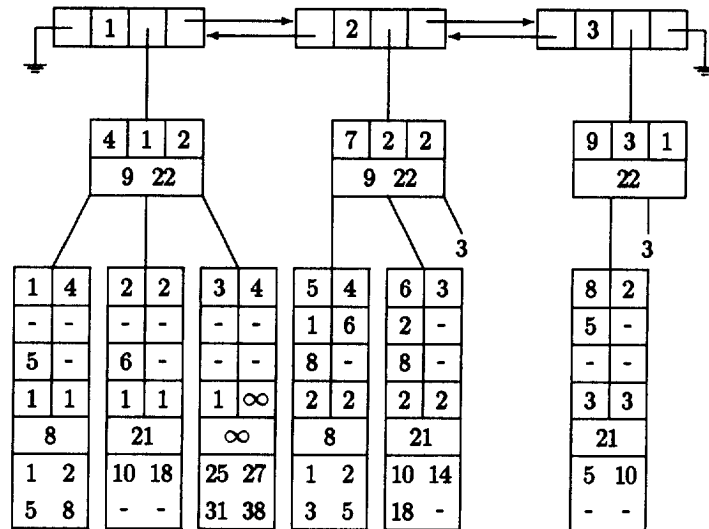 1 2 3
4 1 2 7 2 2 9 3 1
9 22 9 22 22
3 3
1 4 2 2 3 4 5 4 6 3 8 2
- - - - - - 1 6 2 - 5 -
5 - 6 - - - 8 - 8 - - -
1 1 1 1 1 ∞ 2 2 2 2 3 3
8 21 ∞ 8 21 21
1 2 10 18 25 27 1 2 10 14 5 10
5 8 - - 31 38 3 5 18 - - -